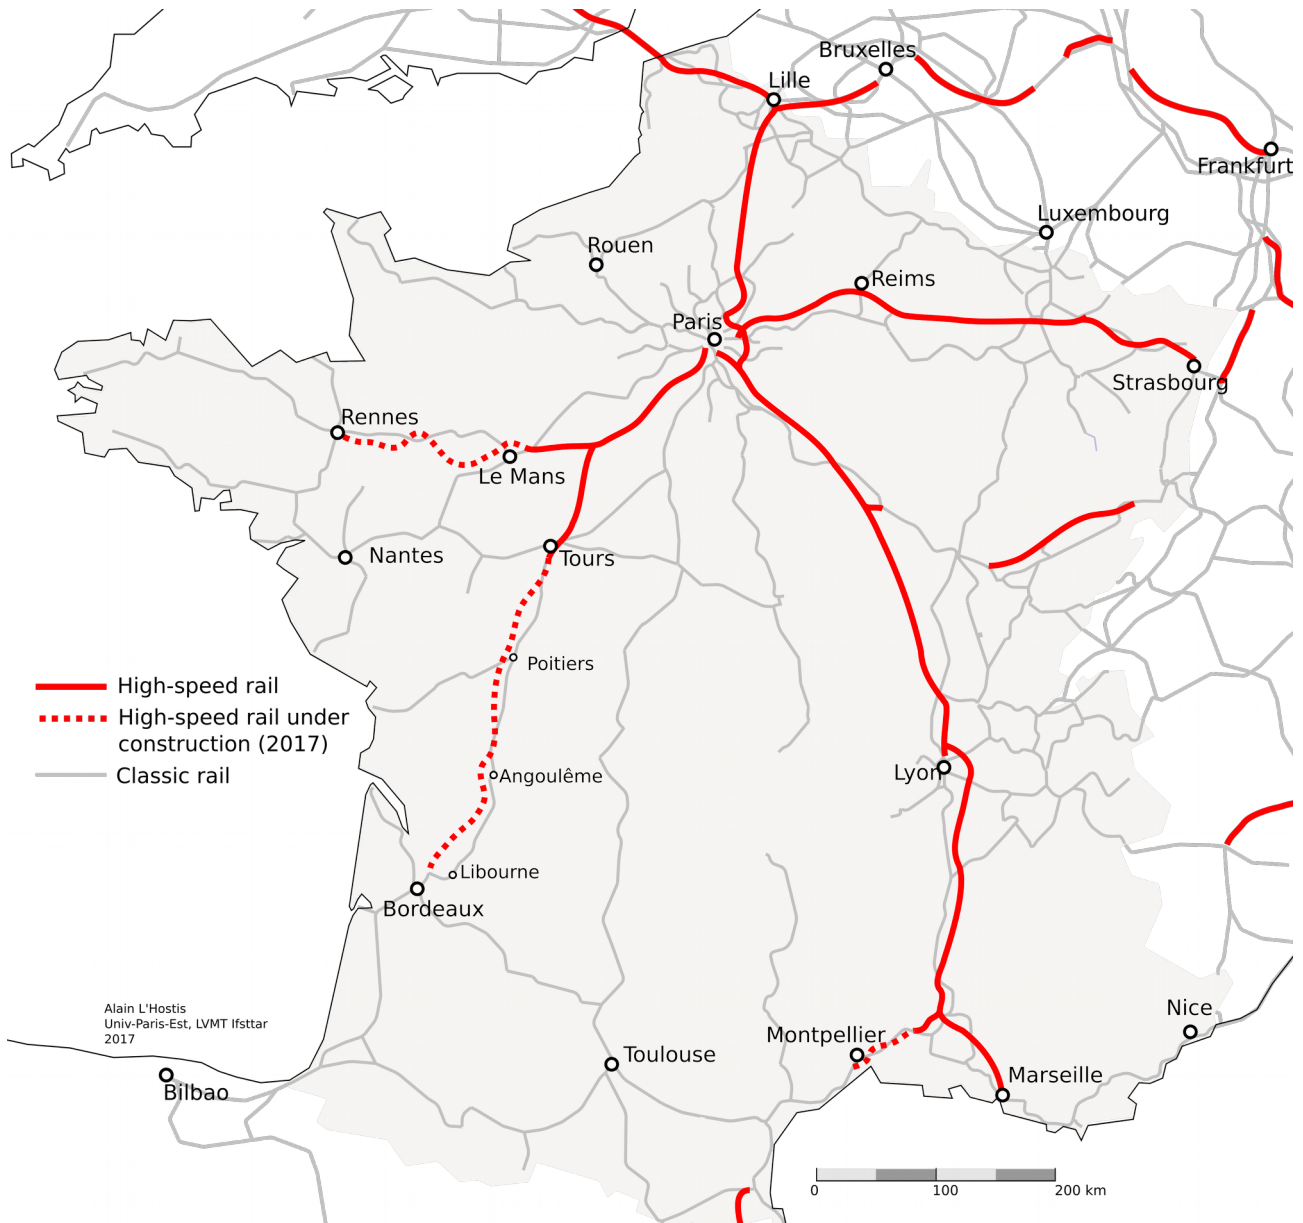 Bruxelles
Lille
Frankfurt
Luxembourg
Rouen
Reims
Paris
Strasbourg
Rennes
Le Mans
Nantes
Tours
Poitiers
High-speed rail
High-speed rail under
construction (2017)
Classic rail
Angoulême
Lyon
Libourne
Bordeaux
Alain L'Hostis
Univ-Paris-Est, LVMT Ifsttar
2017
Nice
Montpellier
Toulouse
Marseille
Bilbao
0 100 200 km